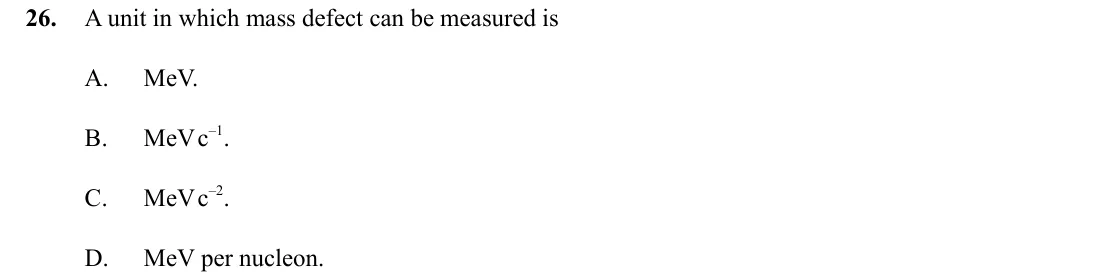 26. A unit in which mass defect can be measured is
A. MeV.
B. MeV c⁻¹.
C. MeV c⁻².
D. MeV per nucleon.